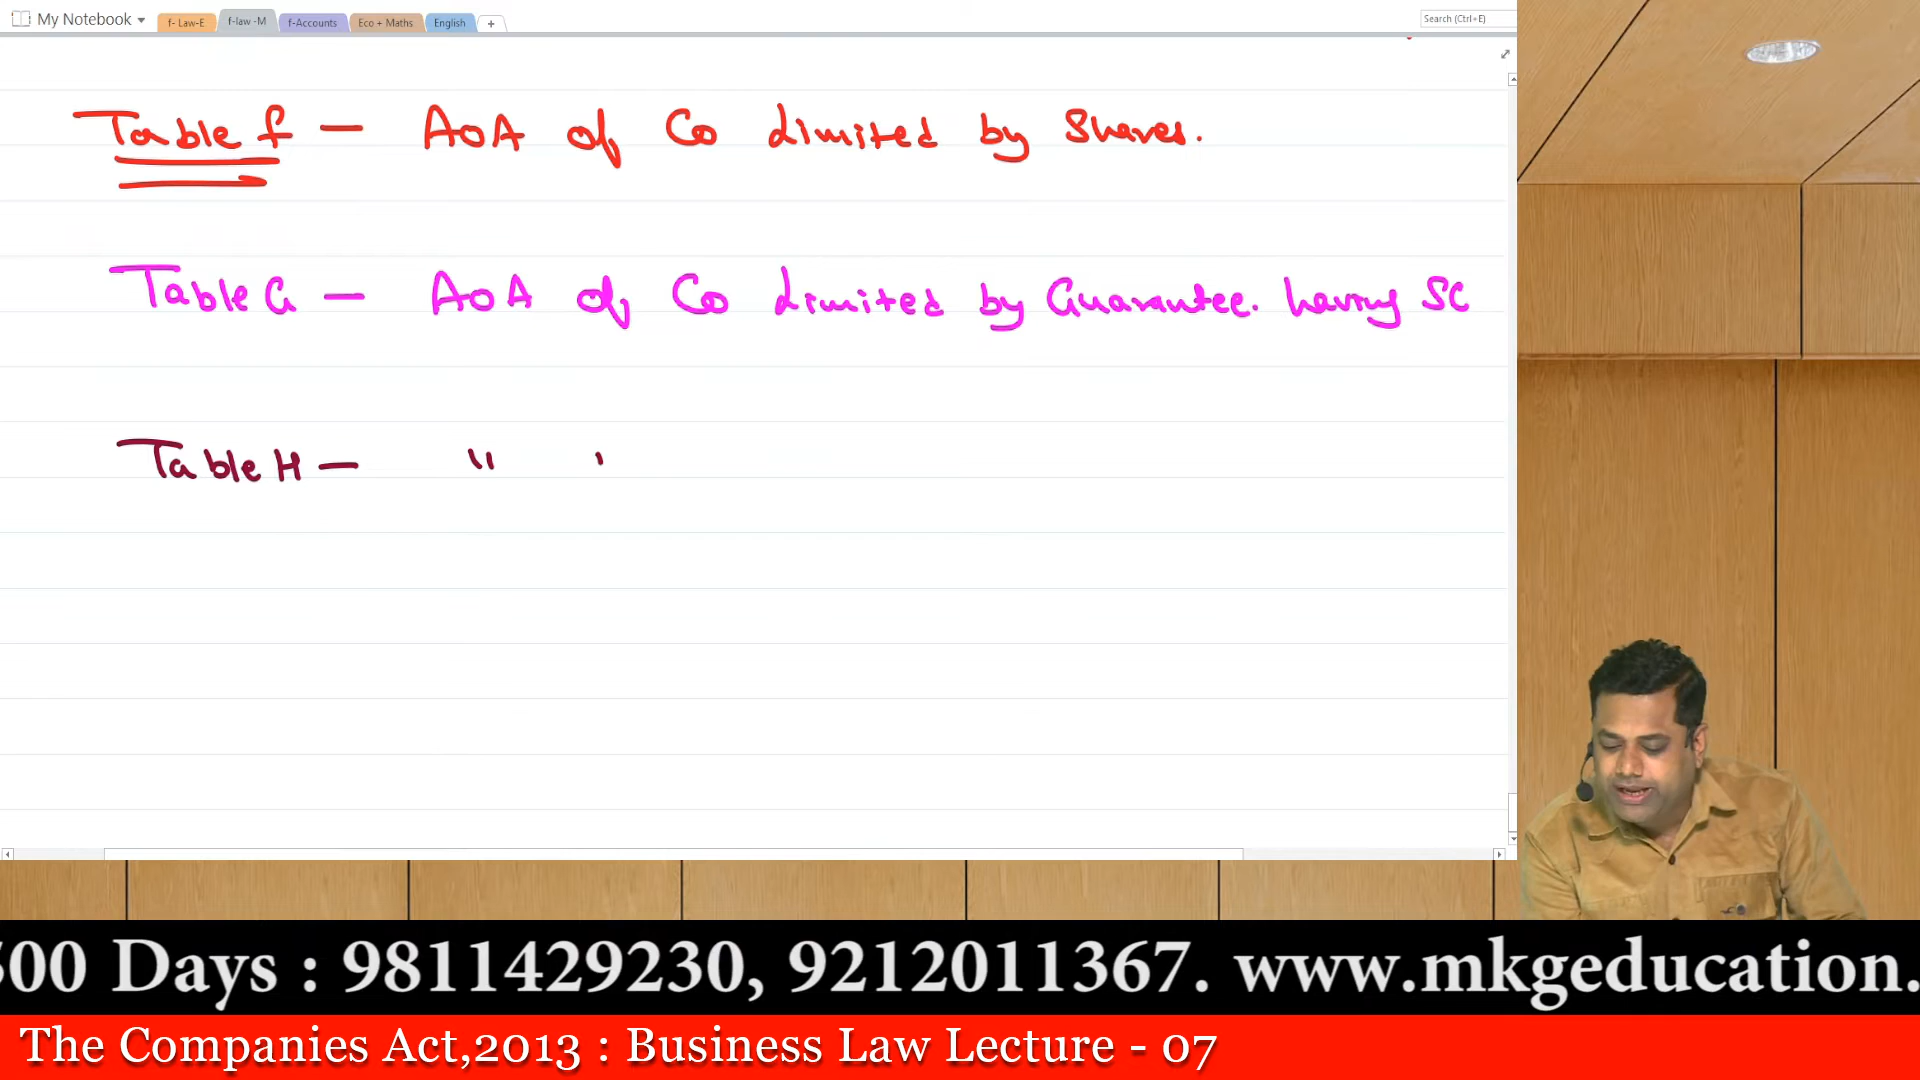 My Notebook f- Law-E f-law -M f-Accounts Eco + Maths English + Search (Ctrl+E)
Table f — AOA of Co Limited by Shares.
Table G — AOA of Co Limited by Guarantee. having SC
Table H — " '
500 Days : 9811429230, 9212011367. www.mkgeducation.
The Companies Act,2013 : Business Law Lecture - 07